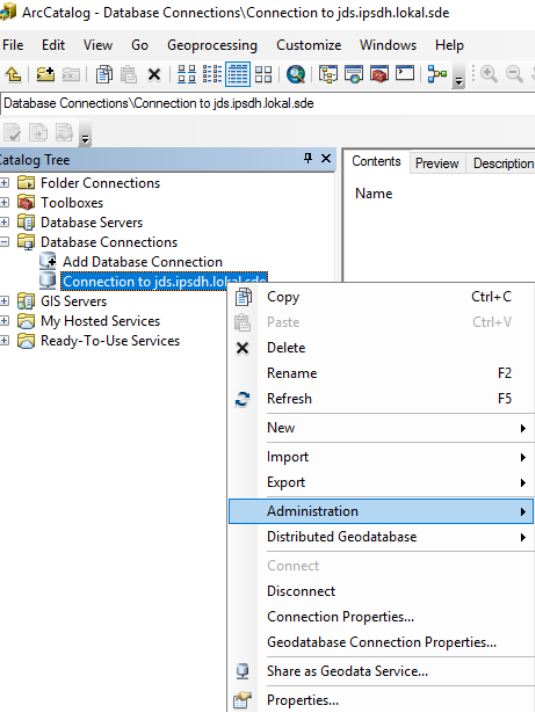 ArcCatalog - Database Connections\Connection to jds.ipsdh.lokal.sde
File Edit View Go Geoprocessing Customize Windows Help
Database Connections\Connection to jds.ipsdh.lokal.sde
Catalog Tree
Contents Preview Description
Name
Folder Connections
Toolboxes
Database Servers
Database Connections
Add Database Connection
Connection to jds.ipsdh.lokal.sde
GIS Servers
My Hosted Services
Ready-To-Use Services
Copy Ctrl+C
Paste Ctrl+V
Delete
Rename F2
Refresh F5
New
Import
Export
Administration
Distributed Geodatabase
Connect
Disconnect
Connection Properties...
Geodatabase Connection Properties...
Share as Geodata Service...
Properties...